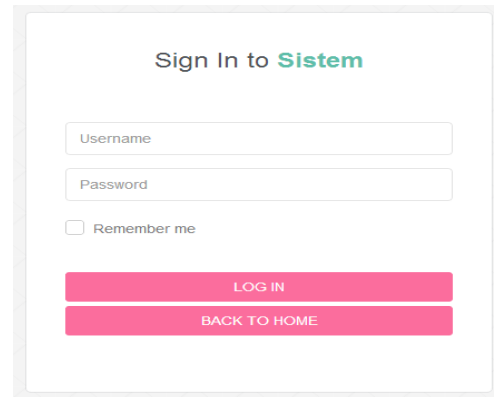 Sign In to Sistem
Username
Password
Remember me
LOG IN
BACK TO HOME